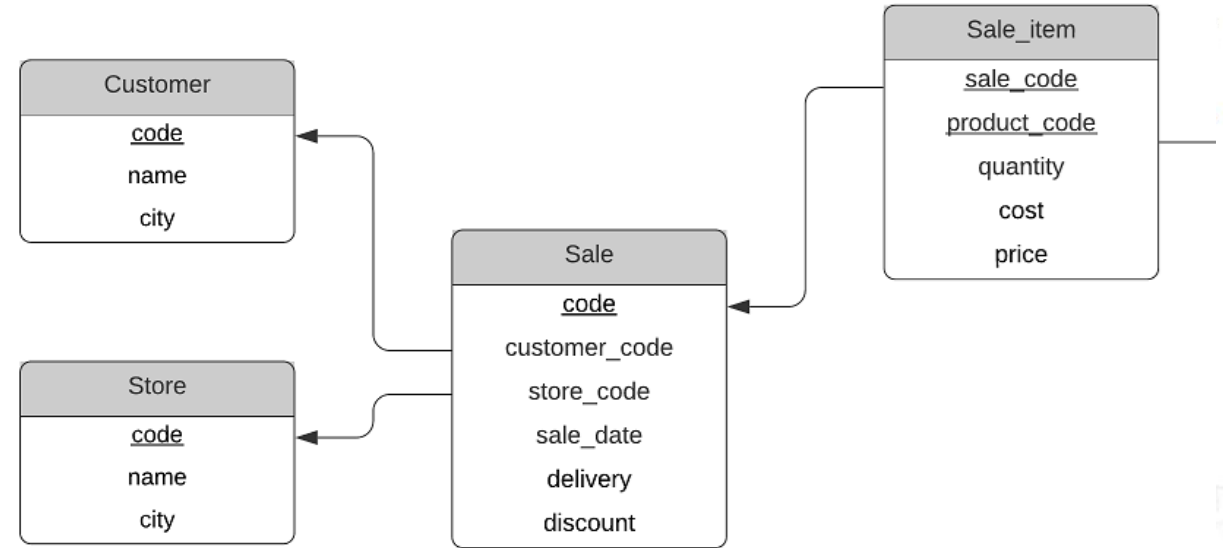 Customer
code
name
city
Store
code
name
city
Sale
code
customer_code
store_code
sale_date
delivery
discount
Sale_item
sale_code
product_code
quantity
cost
price